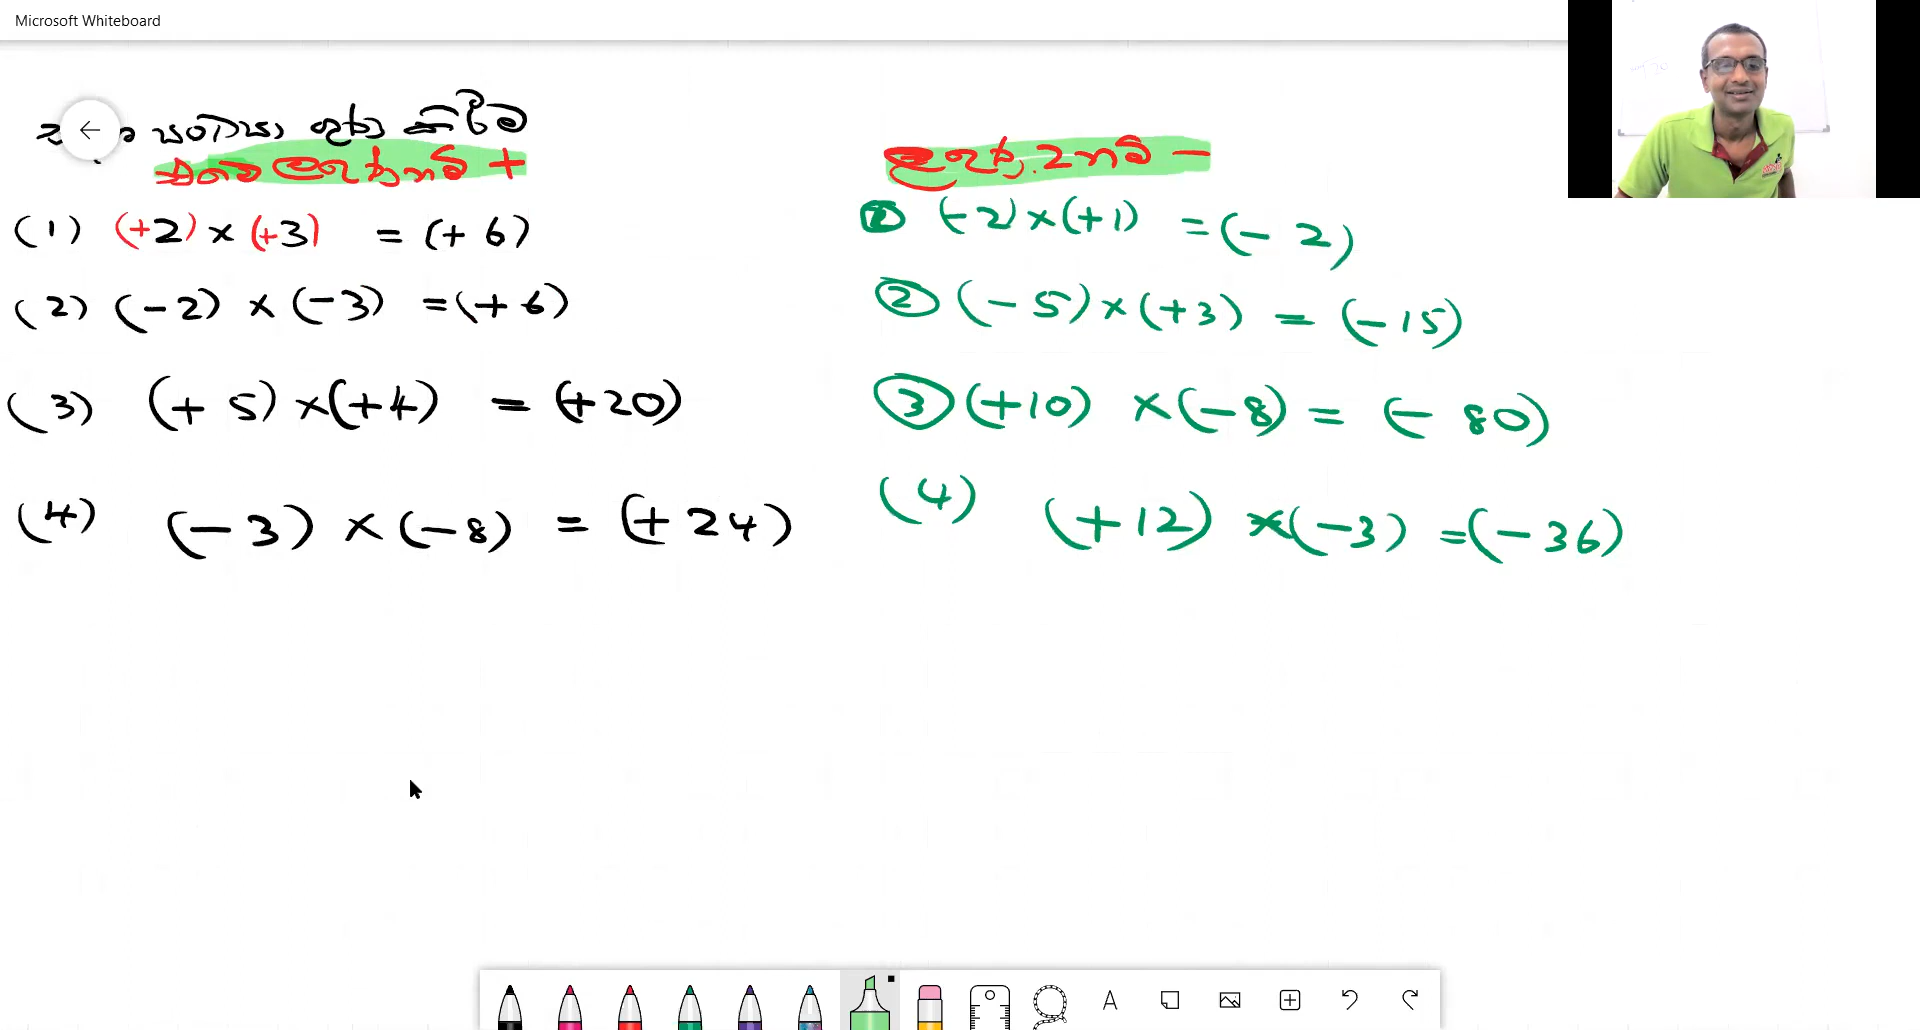 Microsoft Whiteboard
ගුණ කිරීම
+
(1) (+2) × (+3) = (+ 6)
(2) (-2) × (-3) = (+ 6)
(3) (+ 5) × (+4) = (+20)
(4) (- 3) × (-8) = (+ 24)
-
(-2) × (+1) = (- 2)
② (- 5) × (+3) = (-15)
③ (+10) × (-8) = (- 80)
(4) (+12) × (-3) = (- 36)